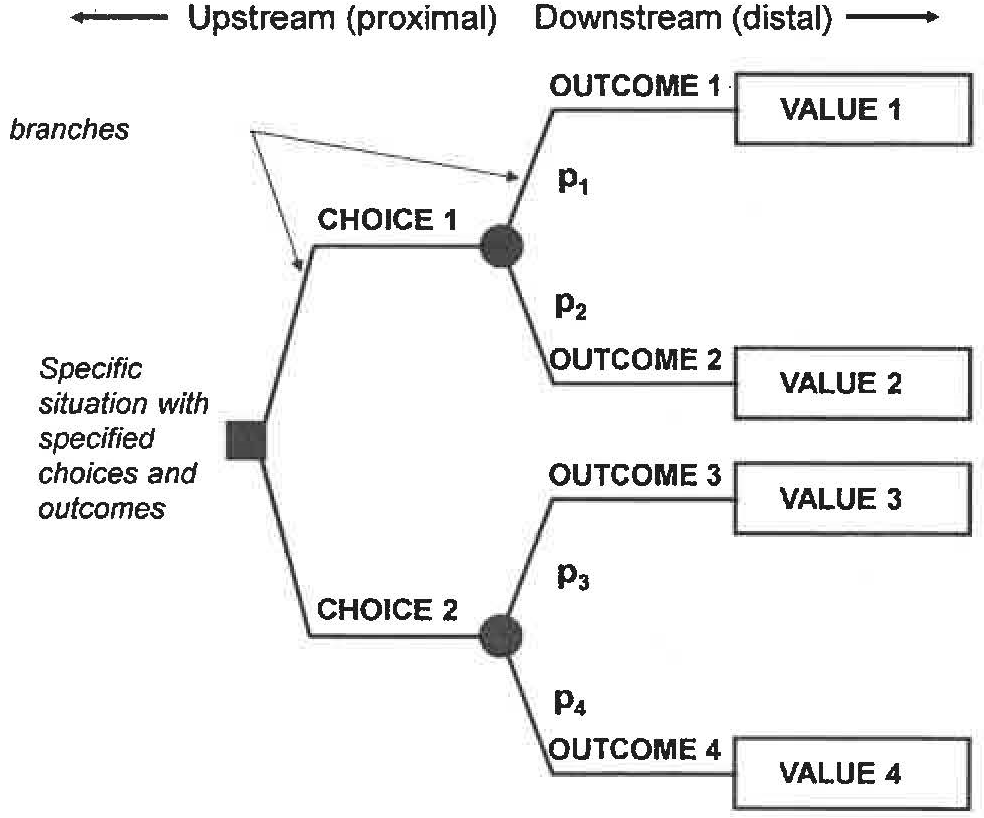 Upstream (proximal) Downstream (distal)
OUTCOME 1
VALUE 1
branches
p1
CHOICE 1
p2
OUTCOME 2
VALUE 2
Specific
situation with
specified
choices and
outcomes
OUTCOME 3
VALUE 3
p3
CHOICE 2
p4
OUTCOME 4
VALUE 4